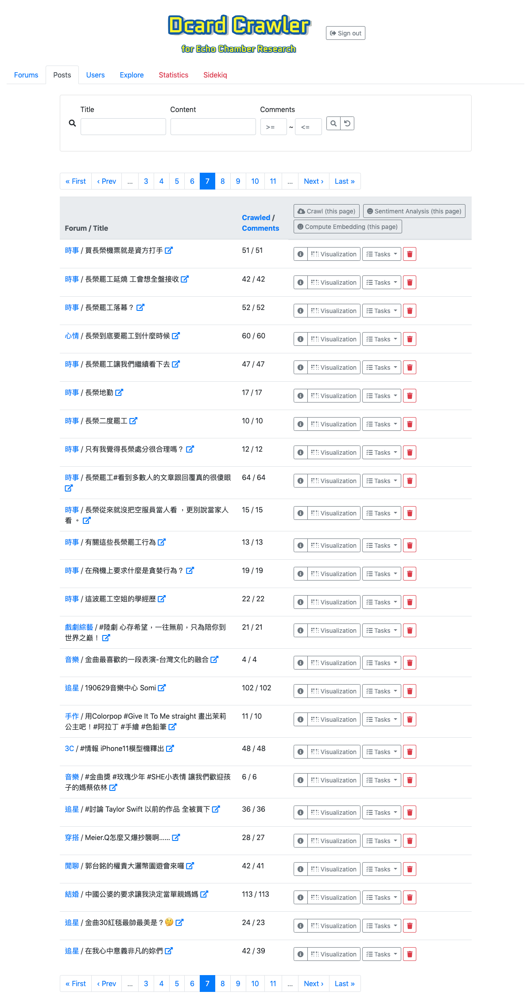 Dcard Crawler
for Echo Chamber Research
Sign out
Forums Posts Users Explore Statistics Sidekiq
Title Content Comments
>= ~ <=
« First ‹ Prev ... 3 4 5 6 7 8 9 10 11 ... Next › Last »
Forum / Title Crawled / Comments Crawl (this page) Sentiment Analysis (this page) Compute Embedding (this page)
時事 / 買長榮機票就是資方打手 51 / 51 Visualization Tasks
時事 / 長榮罷工延燒 工會想全盤接收 42 / 42 Visualization Tasks
時事 / 長榮罷工落幕？ 52 / 52 Visualization Tasks
心情 / 長榮到底要罷工到什麼時候 60 / 60 Visualization Tasks
時事 / 長榮罷工讓我們繼續看下去 47 / 47 Visualization Tasks
時事 / 長榮地勤 17 / 17 Visualization Tasks
時事 / 長榮二度罷工 10 / 10 Visualization Tasks
時事 / 只有我覺得長榮處分很合理嗎？ 12 / 12 Visualization Tasks
時事 / 長榮罷工#看到多數人的文章跟回覆真的很傻眼 64 / 64 Visualization Tasks
時事 / 長榮從來就沒把空服員當人看 ，更別說當家人 15 / 15 Visualization Tasks
看 。
時事 / 有關這些長榮罷工行為 13 / 13 Visualization Tasks
時事 / 在飛機上要求什麼是貪婪行為？ 19 / 19 Visualization Tasks
時事 / 這波罷工空姐的學經歷 22 / 22 Visualization Tasks
戲劇綜藝 / #陸劇 心存希望，一往無前，只為陪你到 21 / 21 Visualization Tasks
世界之巔！
音樂 / 金曲最喜歡的一段表演-台灣文化的融合 4 / 4 Visualization Tasks
追星 / 190629音樂中心 Somi 102 / 102 Visualization Tasks
手作 / 用Colorpop #Give It To Me straight 畫出茉莉 11 / 10 Visualization Tasks
公主吧！#阿拉丁 #手繪 #色鉛筆
3C / #情報 iPhone11模型機釋出 48 / 48 Visualization Tasks
音樂 / #金曲獎 #玫瑰少年 #SHE小表情 讓我們歡迎孩 6 / 6 Visualization Tasks
子的媽蔡依林
追星 / #討論 Taylor Swift 以前的作品 全被買下 36 / 36 Visualization Tasks
穿搭 / Meier.Q怎麼又爆抄襲啊...... 28 / 27 Visualization Tasks
閒聊 / 郭台銘的權貴大灑幣園遊會來囉 42 / 41 Visualization Tasks
結婚 / 中國公婆的要求讓我決定當單親媽媽 113 / 113 Visualization Tasks
追星 / 金曲30紅毯最帥最美是？🤔 24 / 23 Visualization Tasks
追星 / 在我心中意義非凡的妳們 42 / 39 Visualization Tasks
« First ‹ Prev ... 3 4 5 6 7 8 9 10 11 ... Next › Last »